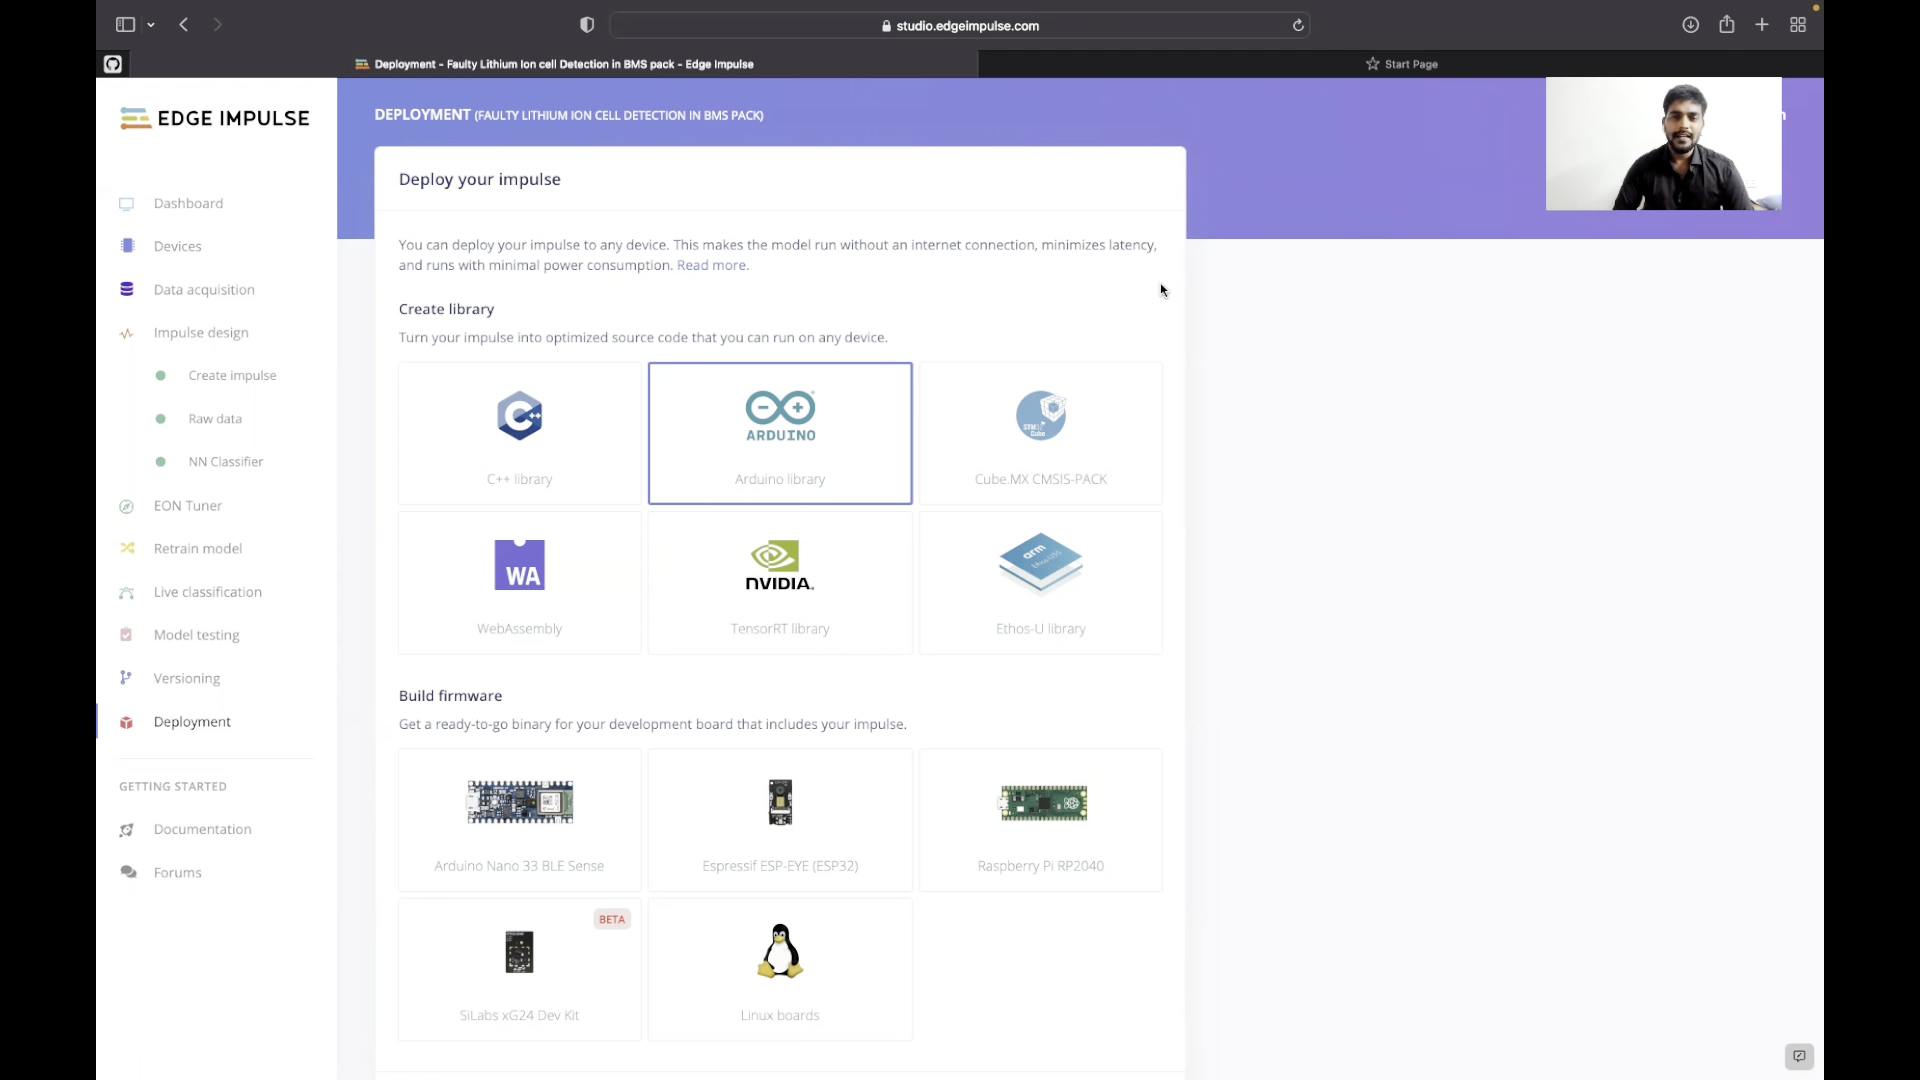 studio.edgeimpulse.com
Deployment - Faulty Lithium Ion cell Detection in BMS pack - Edge Impulse
Start Page
EDGE IMPULSE
DEPLOYMENT (FAULTY LITHIUM ION CELL DETECTION IN BMS PACK)
Dashboard
Devices
Data acquisition
Impulse design
Create impulse
Raw data
NN Classifier
EON Tuner
Retrain model
Live classification
Model testing
Versioning
Deployment
GETTING STARTED
Documentation
Forums
Deploy your impulse
You can deploy your impulse to any device. This makes the model run without an internet connection, minimizes latency,
and runs with minimal power consumption. Read more.
Create library
Turn your impulse into optimized source code that you can run on any device.
C++
C++ library
ARDUINO
Arduino library
STM32
Cube
Cube.MX CMSIS-PACK
WA
WebAssembly
NVIDIA.
TensorRT library
arm
Ethos-U library
Build firmware
Get a ready-to-go binary for your development board that includes your impulse.
Arduino Nano 33 BLE Sense
Espressif ESP-EYE (ESP32)
Raspberry Pi RP2040
BETA
SiLabs xG24 Dev Kit
Linux boards